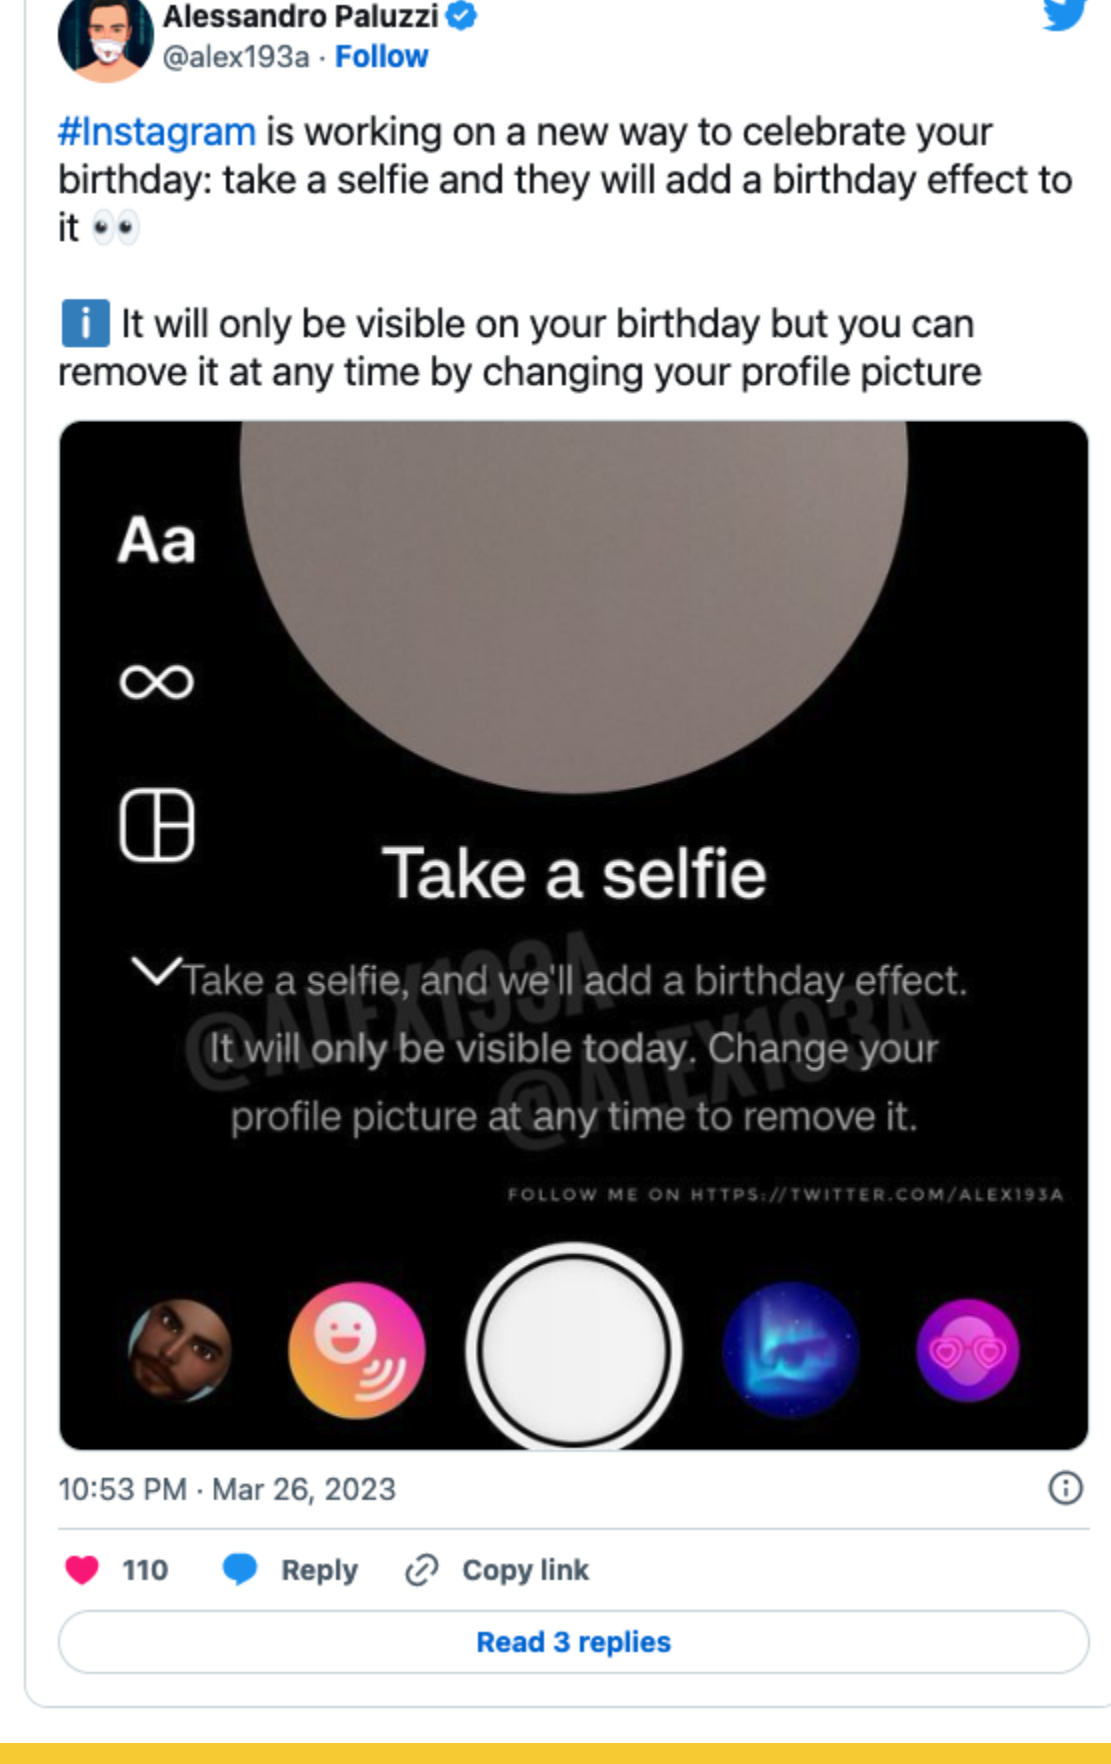 Alessandro Paluzzi
@alex193a · Follow
#Instagram is working on a new way to celebrate your
birthday: take a selfie and they will add a birthday effect to
it 👀
ℹ️ It will only be visible on your birthday but you can
remove it at any time by changing your profile picture
Aa
Take a selfie
Take a selfie, and we'll add a birthday effect.
It will only be visible today. Change your
profile picture at any time to remove it.
@ALEX193A
@ALEX193A
FOLLOW ME ON HTTPS://TWITTER.COM/ALEX193A
10:53 PM · Mar 26, 2023
110 Reply Copy link
Read 3 replies